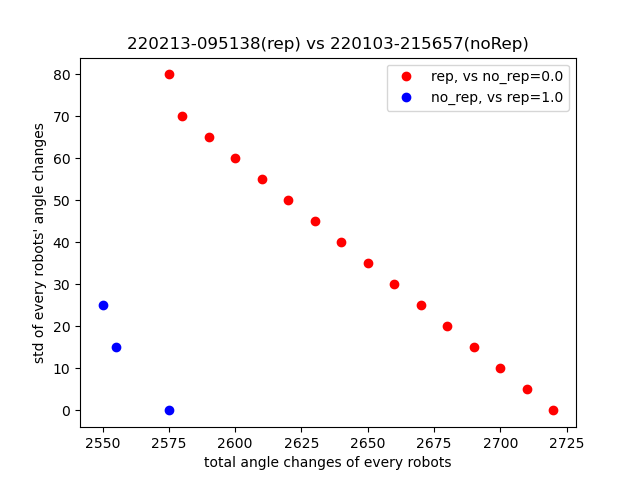 220213-095138(rep) vs 220103-215657(noRep)
rep, vs no_rep=0.0
no_rep, vs rep=1.0
std of every robots' angle changes
80
70
60
50
40
30
20
10
0
2550 2575 2600 2625 2650 2675 2700 2725
total angle changes of every robots